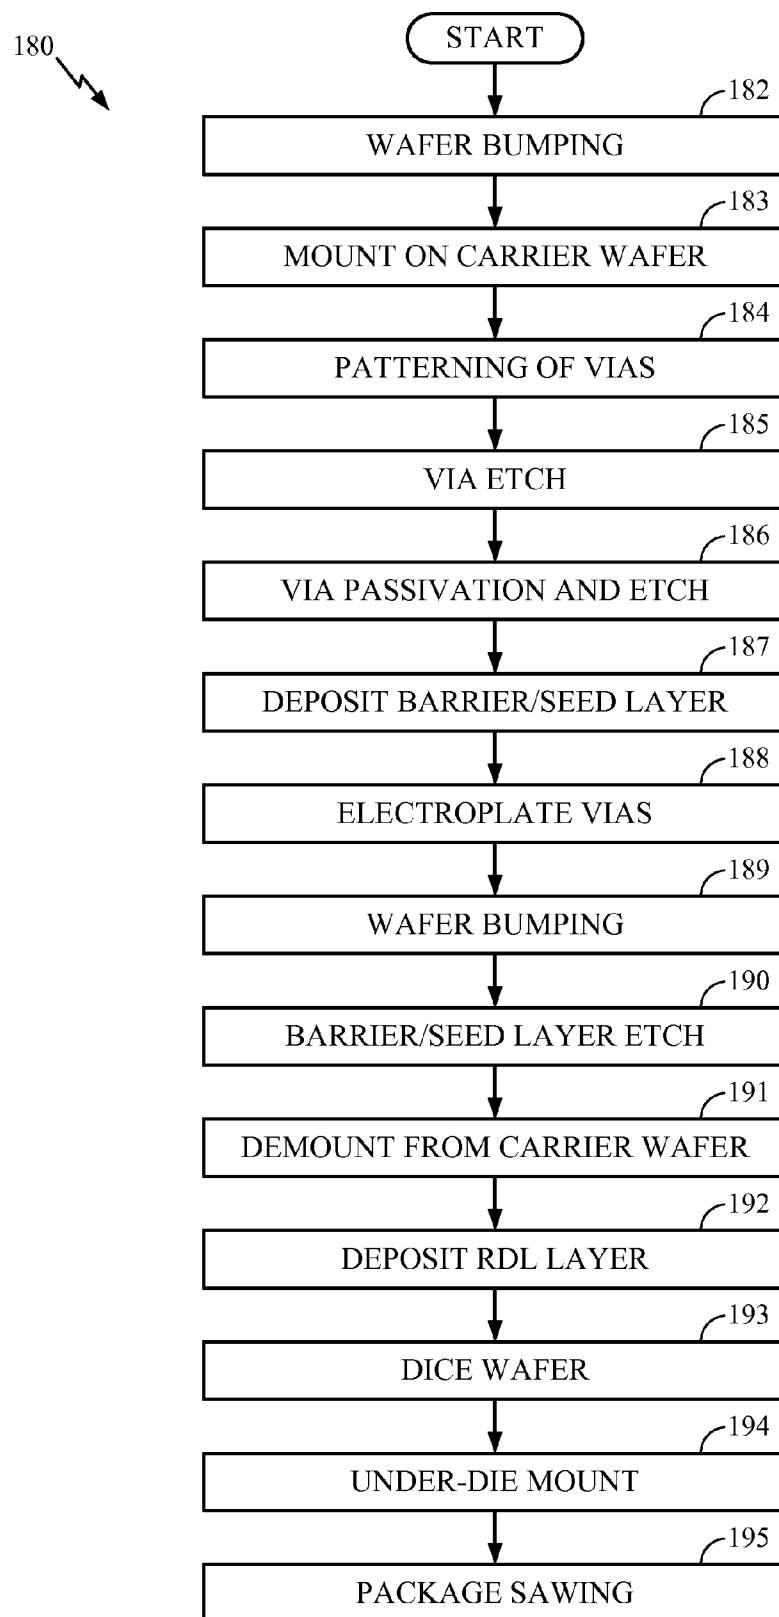 180
START
182
WAFER BUMPING
183
MOUNT ON CARRIER WAFER
184
PATTERNING OF VIAS
185
VIA ETCH
186
VIA PASSIVATION AND ETCH
187
DEPOSIT BARRIER/SEED LAYER
188
ELECTROPLATE VIAS
189
WAFER BUMPING
190
BARRIER/SEED LAYER ETCH
191
DEMOUNT FROM CARRIER WAFER
192
DEPOSIT RDL LAYER
193
DICE WAFER
194
UNDER-DIE MOUNT
195
PACKAGE SAWING